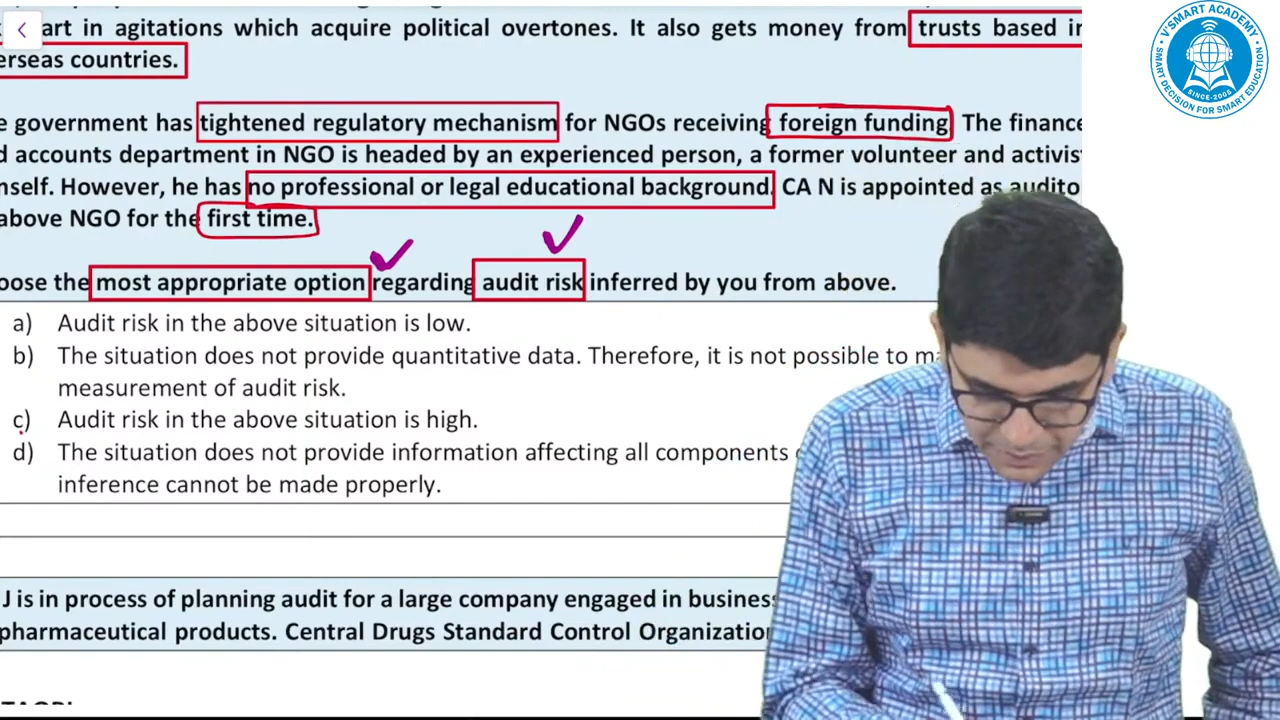 art in agitations which acquire political overtones. It also gets money from trusts based in
erseas countries.
e government has tightened regulatory mechanism for NGOs receiving foreign funding. The finance
d accounts department in NGO is headed by an experienced person, a former volunteer and activis
nself. However, he has no professional or legal educational background. CA N is appointed as audito
above NGO for the first time.
oose the most appropriate option regarding audit risk inferred by you from above.
a) Audit risk in the above situation is low.
b) The situation does not provide quantitative data. Therefore, it is not possible to ma
measurement of audit risk.
c) Audit risk in the above situation is high.
d) The situation does not provide information affecting all components
inference cannot be made properly.
J is in process of planning audit for a large company engaged in business
pharmaceutical products. Central Drugs Standard Control Organization
V'SMART ACADEMY
SMART DECISION FOR SMART EDUCATION
SINCE-2005